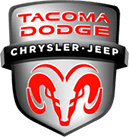 TACOMA
DODGE
CHRYSLER · JEEP